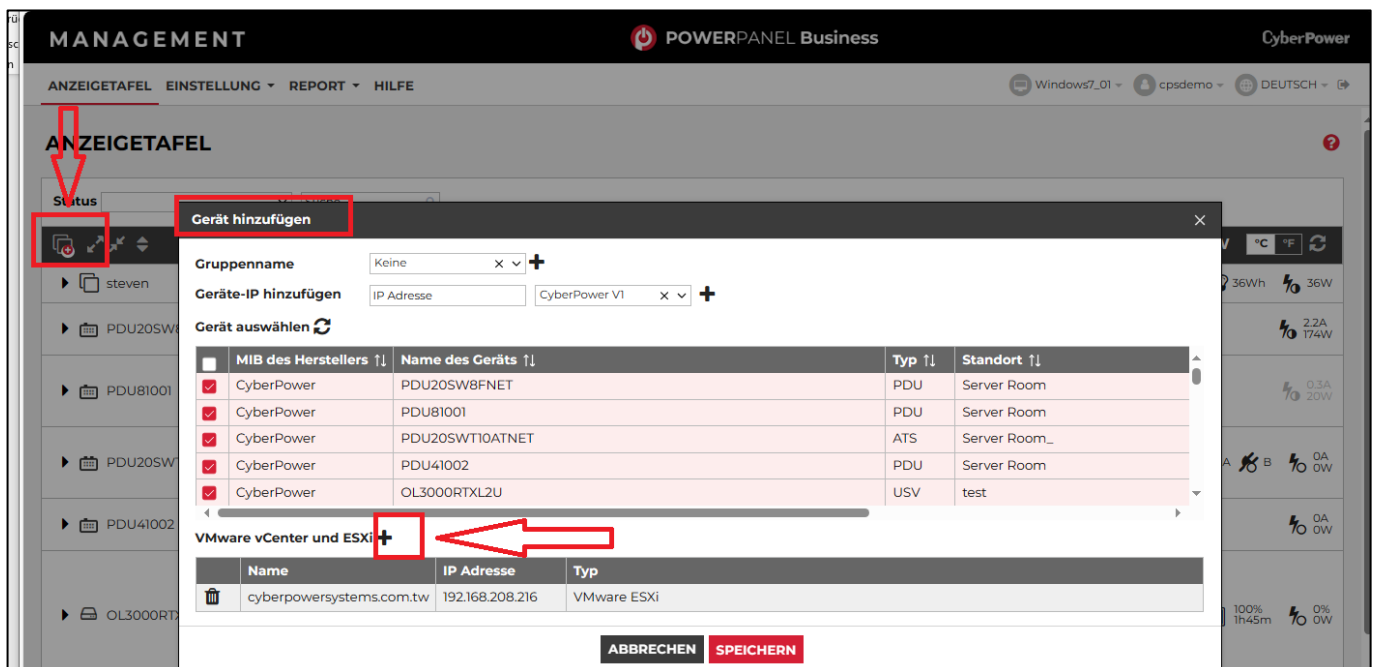 MANAGEMENT
POWERPANEL Business
CyberPower
ANZEIGETAFEL EINSTELLUNG REPORT HILFE
Windows7_01 cpsdemo DEUTSCH
ANZEIGETAFEL
Status
Gerät hinzufügen
°C °F
Gruppenname Keine
steven
36Wh 36W
Geräte-IP hinzufügen IP Adresse CyberPower V1
Gerät auswählen
PDU20SW8
2.2A
174W
MIB des Herstellers Name des Geräts Typ Standort
CyberPower PDU20SW8FNET PDU Server Room
PDU81001
0.3A
20W
CyberPower PDU81001 PDU Server Room
CyberPower PDU20SWT10ATNET ATS Server Room_
PDU20SW
A B
0A
0W
CyberPower PDU41002 PDU Server Room
CyberPower OL3000RTXL2U USV test
PDU41002
0A
0W
VMware vCenter und ESXi
Name IP Adresse Typ
cyberpowersystems.com.tw 192.168.208.216 VMware ESXi
OL3000RTX
100%
1h45m
0%
0W
ABBRECHEN SPEICHERN